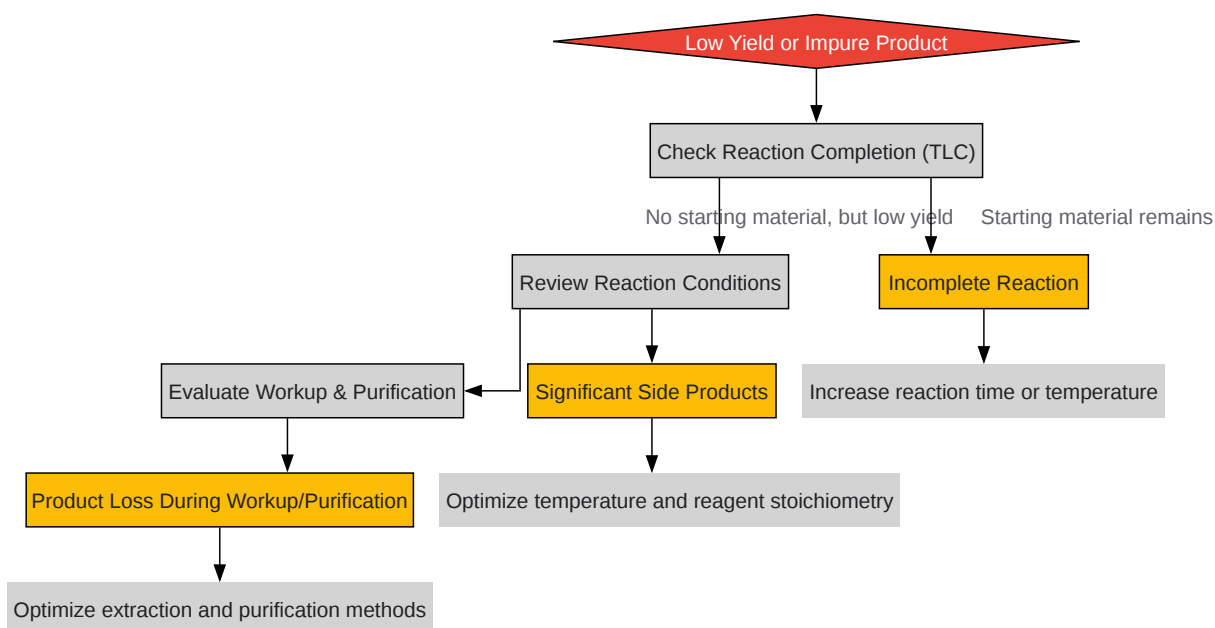 Low Yield or Impure Product
Check Reaction Completion (TLC)
No starting material, but low yield
Starting material remains
Review Reaction Conditions
Incomplete Reaction
Evaluate Workup & Purification
Significant Side Products
Increase reaction time or temperature
Product Loss During Workup/Purification
Optimize temperature and reagent stoichiometry
Optimize extraction and purification methods